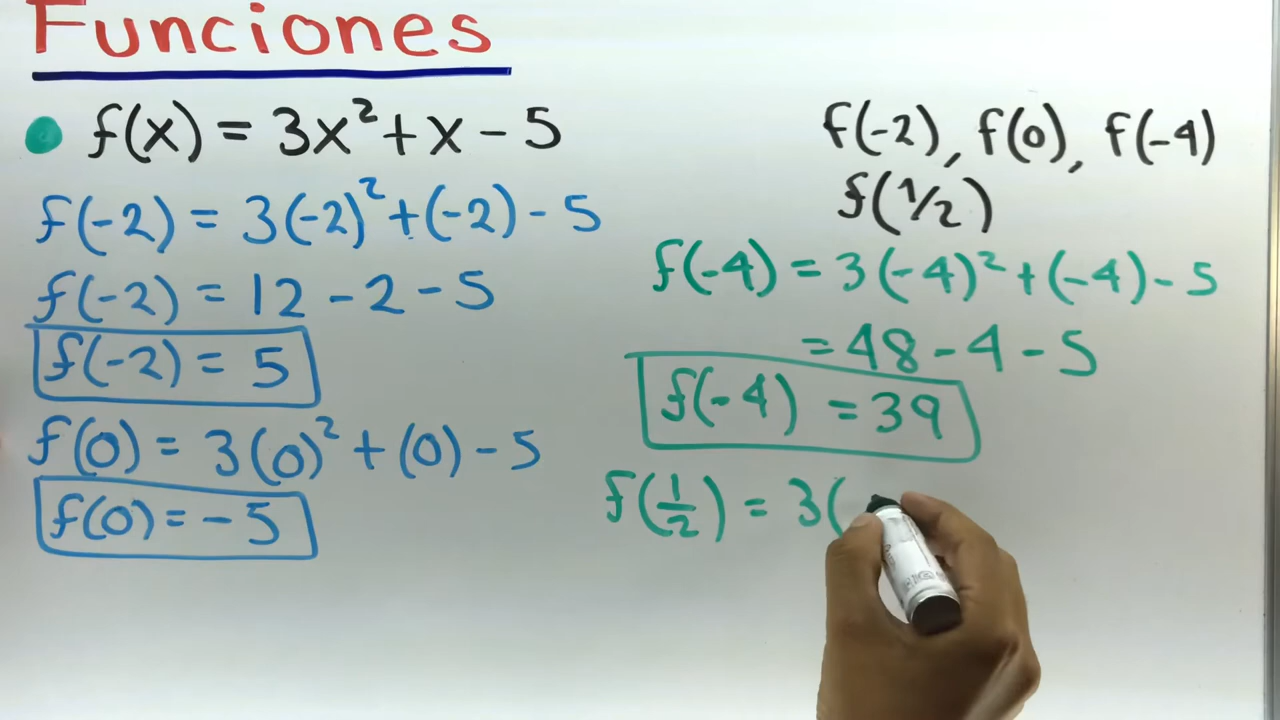 Funciones
f(x) = 3x² + x - 5
f(-2), f(0), f(-4)
f(1/2)
f(-2) = 3(-2)² + (-2) - 5
f(-2) = 12 - 2 - 5
f(-2) = 5
f(0) = 3(0)² + (0) - 5
f(0) = -5
f(-4) = 3(-4)² + (-4) - 5
= 48 - 4 - 5
f(-4) = 39
f(1/2) = 3(